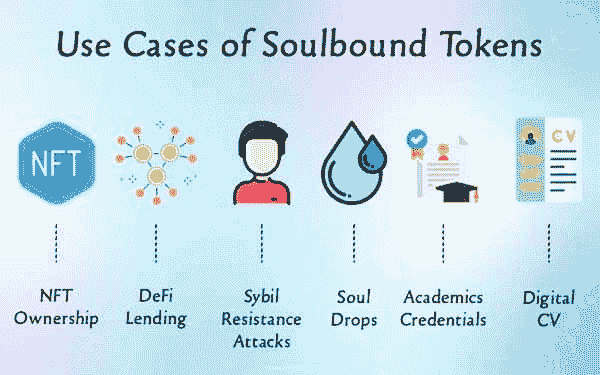 Use Cases of Soulbound Tokens
NFT
CV
NFT
Ownership
DeFi
Lending
Sybil
Resistance
Attacks
Soul
Drops
Academics
Credentials
Digital
CV